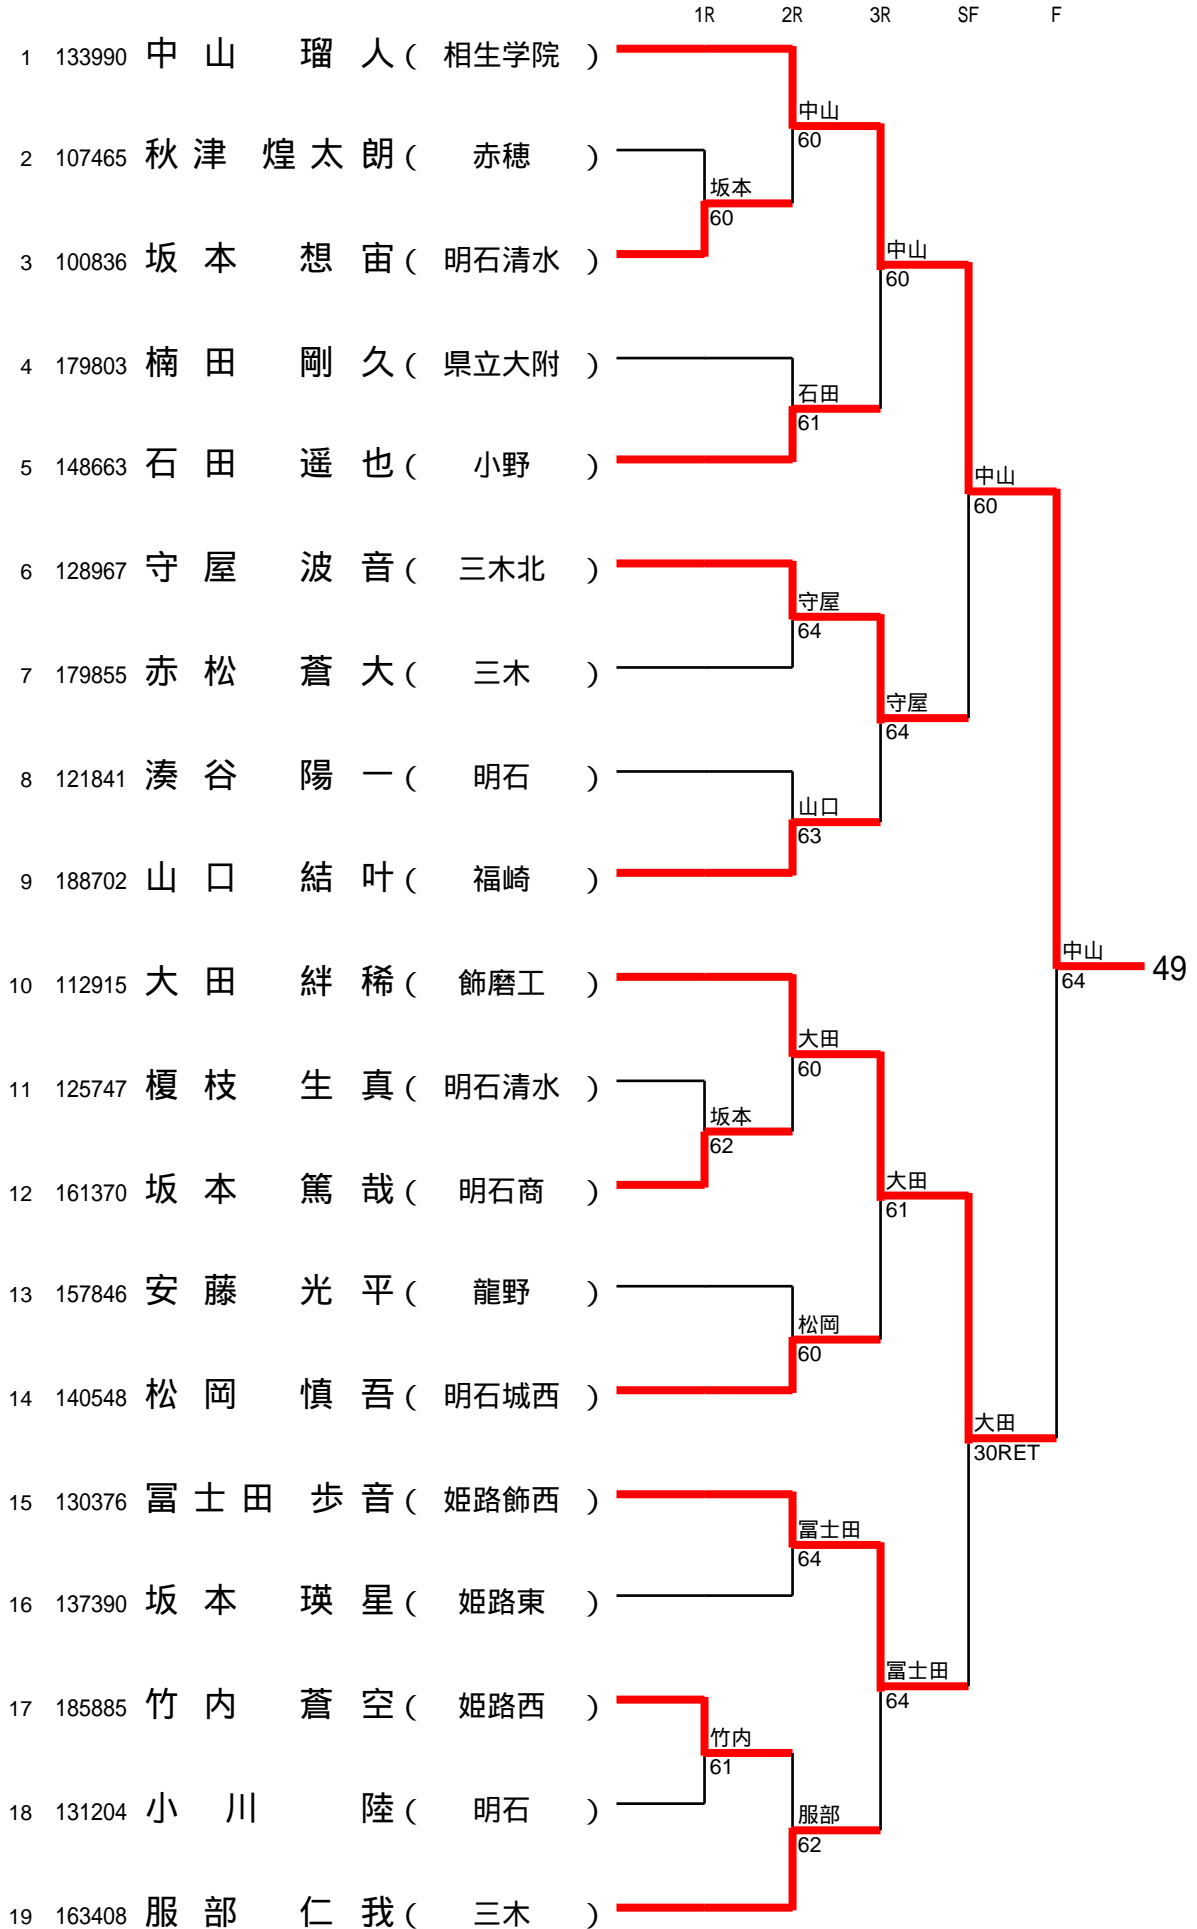 1R 2R 3R SF F
1 133990 中山 瑠人 ( 相生学院 )
中山
60
2 107465 秋津 煌太朗 ( 赤穂 )
坂本
60
3 100836 坂本 想宙 ( 明石清水 )
中山
60
4 179803 楠田 剛久 ( 県立大附 )
石田
61
5 148663 石田 遥也 ( 小野 )
中山
60
6 128967 守屋 波音 ( 三木北 )
守屋
64
7 179855 赤松 蒼大 ( 三木 )
守屋
64
8 121841 湊谷 陽一 ( 明石 )
山口
63
9 188702 山口 結叶 ( 福崎 )
中山
64
49
10 112915 大田 絆稀 ( 飾磨工 )
大田
60
11 125747 榎枝 生真 ( 明石清水 )
坂本
62
12 161370 坂本 篤哉 ( 明石商 )
大田
61
13 157846 安藤 光平 ( 龍野 )
松岡
60
14 140548 松岡 慎吾 ( 明石城西 )
大田
30RET
15 130376 冨士田 歩音 ( 姫路飾西 )
冨士田
64
16 137390 坂本 瑛星 ( 姫路東 )
冨士田
64
17 185885 竹内 蒼空 ( 姫路西 )
竹内
61
18 131204 小川 陸 ( 明石 )
服部
62
19 163408 服部 仁我 ( 三木 )